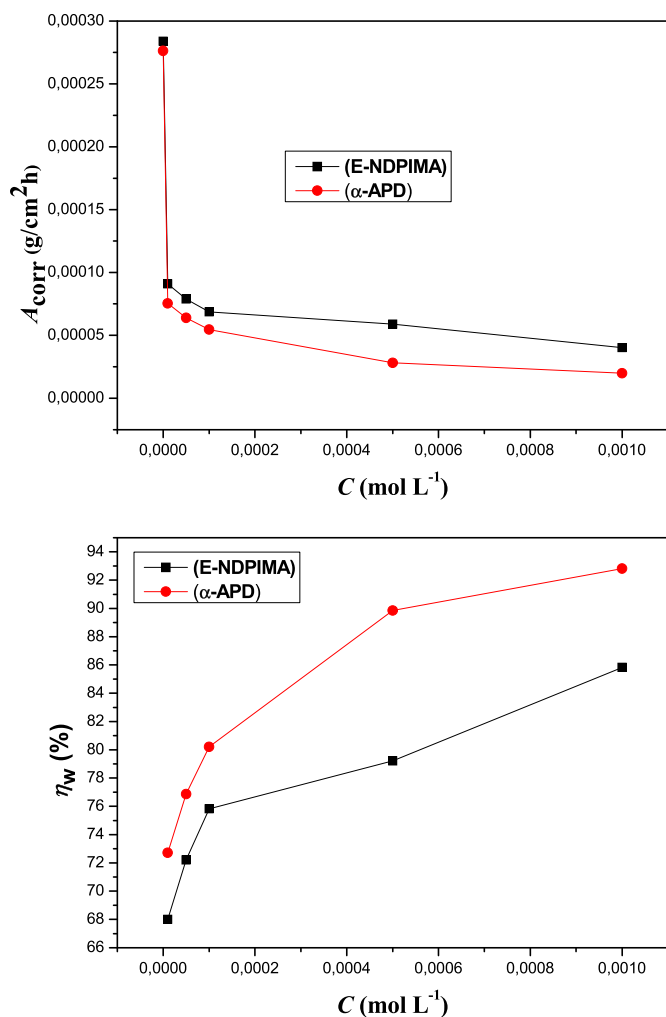 0,00030
0,00025
0,00020
0,00015
0,00010
0,00005
0,00000
A_corr (g/cm²h)
(E-NDPIMA)
(α-APD)
0,0000 0,0002 0,0004 0,0006 0,0008 0,0010
C (mol L⁻¹)
94
92
90
88
86
84
82
80
78
76
74
72
70
68
66
η_w (%)
(E-NDPIMA)
(α-APD)
0,0000 0,0002 0,0004 0,0006 0,0008 0,0010
C (mol L⁻¹)